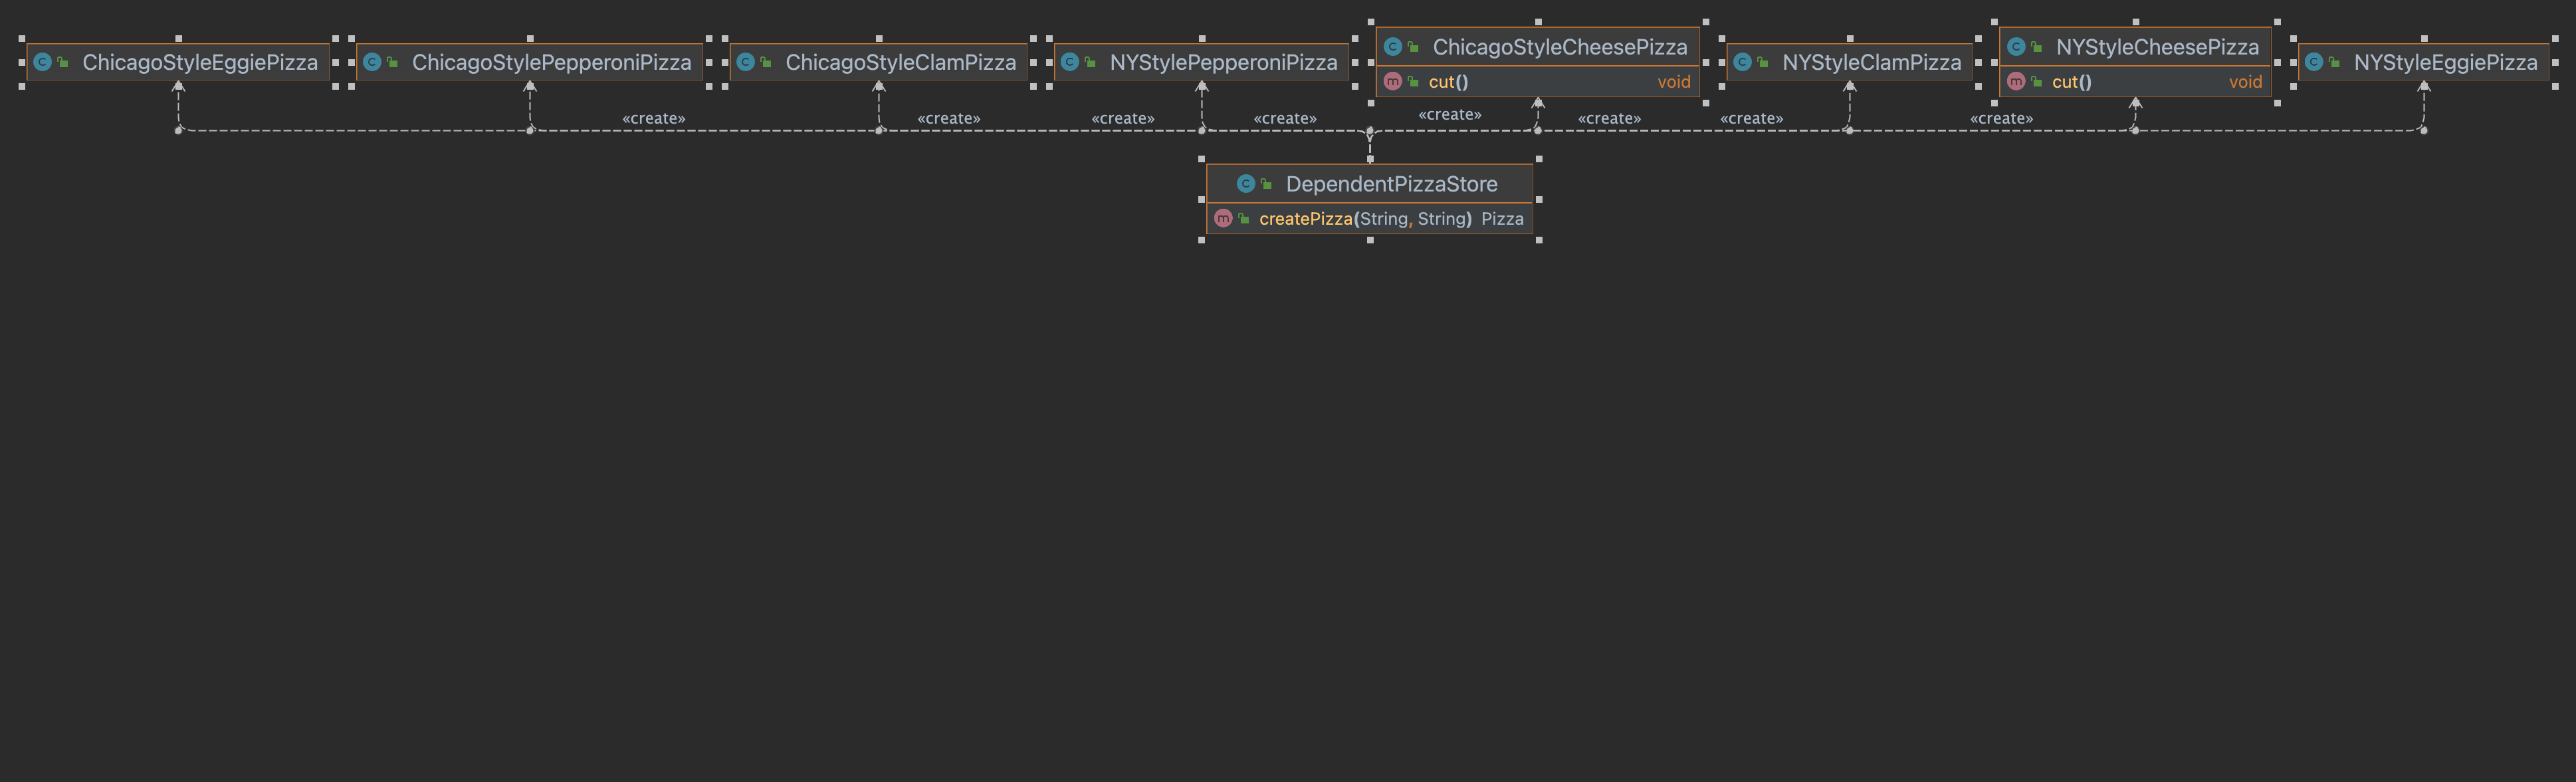 ChicagoStyleEggiePizza
ChicagoStylePepperoniPizza
ChicagoStyleClamPizza
NYStylePepperoniPizza
ChicagoStyleCheesePizza
cut() void
NYStyleClamPizza
NYStyleCheesePizza
cut() void
NYStyleEggiePizza
«create»
«create»
«create»
«create»
«create»
«create»
«create»
«create»
DependentPizzaStore
createPizza(String, String) Pizza